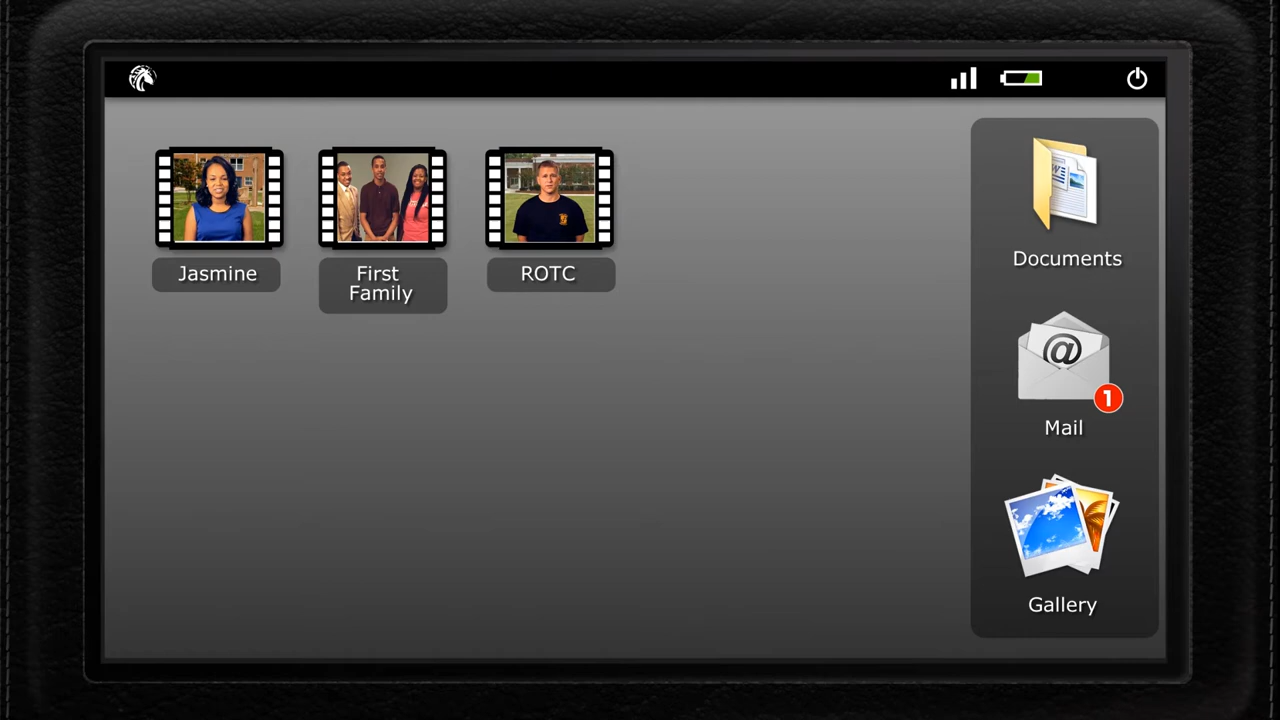 Jasmine
First
Family
ROTC
Documents
@
1
Mail
Gallery